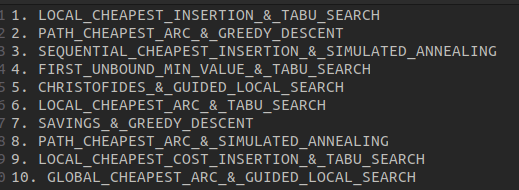 1. LOCAL_CHEAPEST_INSERTION_&_TABU_SEARCH
2. PATH_CHEAPEST_ARC_&_GREEDY_DESCENT
3. SEQUENTIAL_CHEAPEST_INSERTION_&_SIMULATED_ANNEALING
4. FIRST_UNBOUND_MIN_VALUE_&_TABU_SEARCH
5. CHRISTOFIDES_&_GUIDED_LOCAL_SEARCH
6. LOCAL_CHEAPEST_ARC_&_TABU_SEARCH
7. SAVINGS_&_GREEDY_DESCENT
8. PATH_CHEAPEST_ARC_&_SIMULATED_ANNEALING
9. LOCAL_CHEAPEST_COST_INSERTION_&_TABU_SEARCH
10. GLOBAL_CHEAPEST_ARC_&_GUIDED_LOCAL_SEARCH